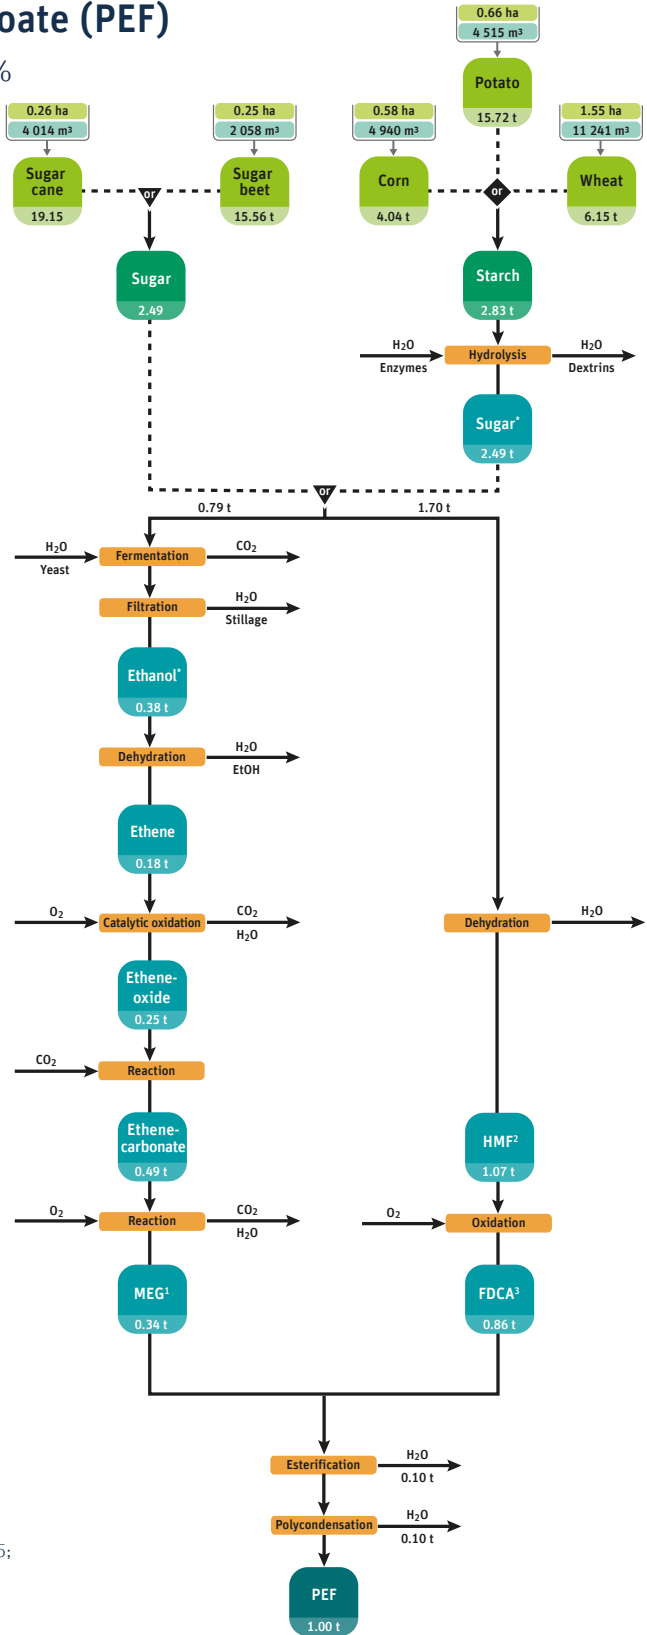 oate (PEF)
%
0.66 ha
4 515 m³
Potato
15.72 t
0.26 ha
4 014 m³
Sugar
cane
19.15
or
0.25 ha
2 058 m³
Sugar
beet
15.56 t
0.58 ha
4 940 m³
Corn
4.04 t
or
1.55 ha
11 241 m³
Wheat
6.15 t
Sugar
2.49
Starch
2.83 t
H₂O
Enzymes
Hydrolysis
H₂O
Dextrins
Sugar*
2.49 t
or
0.79 t
1.70 t
H₂O
Yeast
Fermentation
CO₂
Filtration
H₂O
Stillage
Ethanol*
0.38 t
Dehydration
H₂O
EtOH
Ethene
0.18 t
O₂
Catalytic oxidation
CO₂
H₂O
Dehydration
H₂O
Ethene-
oxide
0.25 t
CO₂
Reaction
Ethene-
carbonate
0.49 t
HMF²
1.07 t
O₂
Reaction
CO₂
H₂O
O₂
Oxidation
MEG¹
0.34 t
FDCA³
0.86 t
Esterification
H₂O
0.10 t
Polycondensation
H₂O
0.10 t
PEF
1.00 t